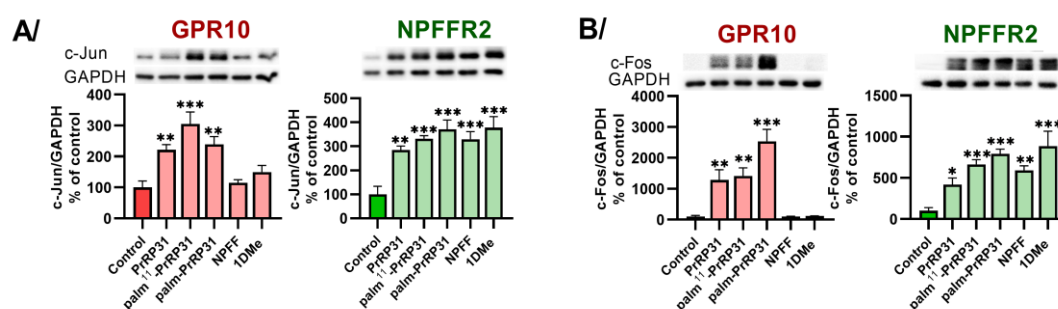 A/
GPR10
c-Jun
GAPDH
c-Jun/GAPDH
% of control
400
300
200
100
0
**
***
**
Control
PrRP31
palm¹¹-PrRP31
palm-PrRP31
NPFF
1DMe
NPFFR2
c-Jun/GAPDH
% of control
500
400
300
200
100
0
**
***
***
***
***
Control
PrRP31
palm¹¹-PrRP31
palm-PrRP31
NPFF
1DMe
B/
GPR10
c-Fos
GAPDH
c-Fos/GAPDH
% of control
4000
3000
2000
1000
0
**
**
***
Control
PrRP31
palm¹¹-PrRP31
palm-PrRP31
NPFF
1DMe
NPFFR2
c-Fos/GAPDH
% of control
1500
1000
500
0
*
***
***
**
***
Control
PrRP31
palm¹¹-PrRP31
palm-PrRP31
NPFF
1DMe